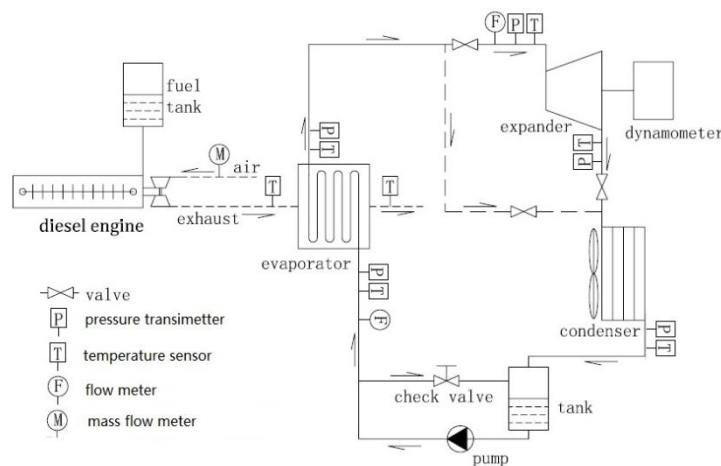 F P T
fuel
tank
expander
dynamometer
P
T
T
P
M
air
T
T
exhaust
diesel engine
evaporator
P
T
F
condenser
P
T
check valve
tank
pump
valve
P pressure transimetter
T temperature sensor
F flow meter
M mass flow meter